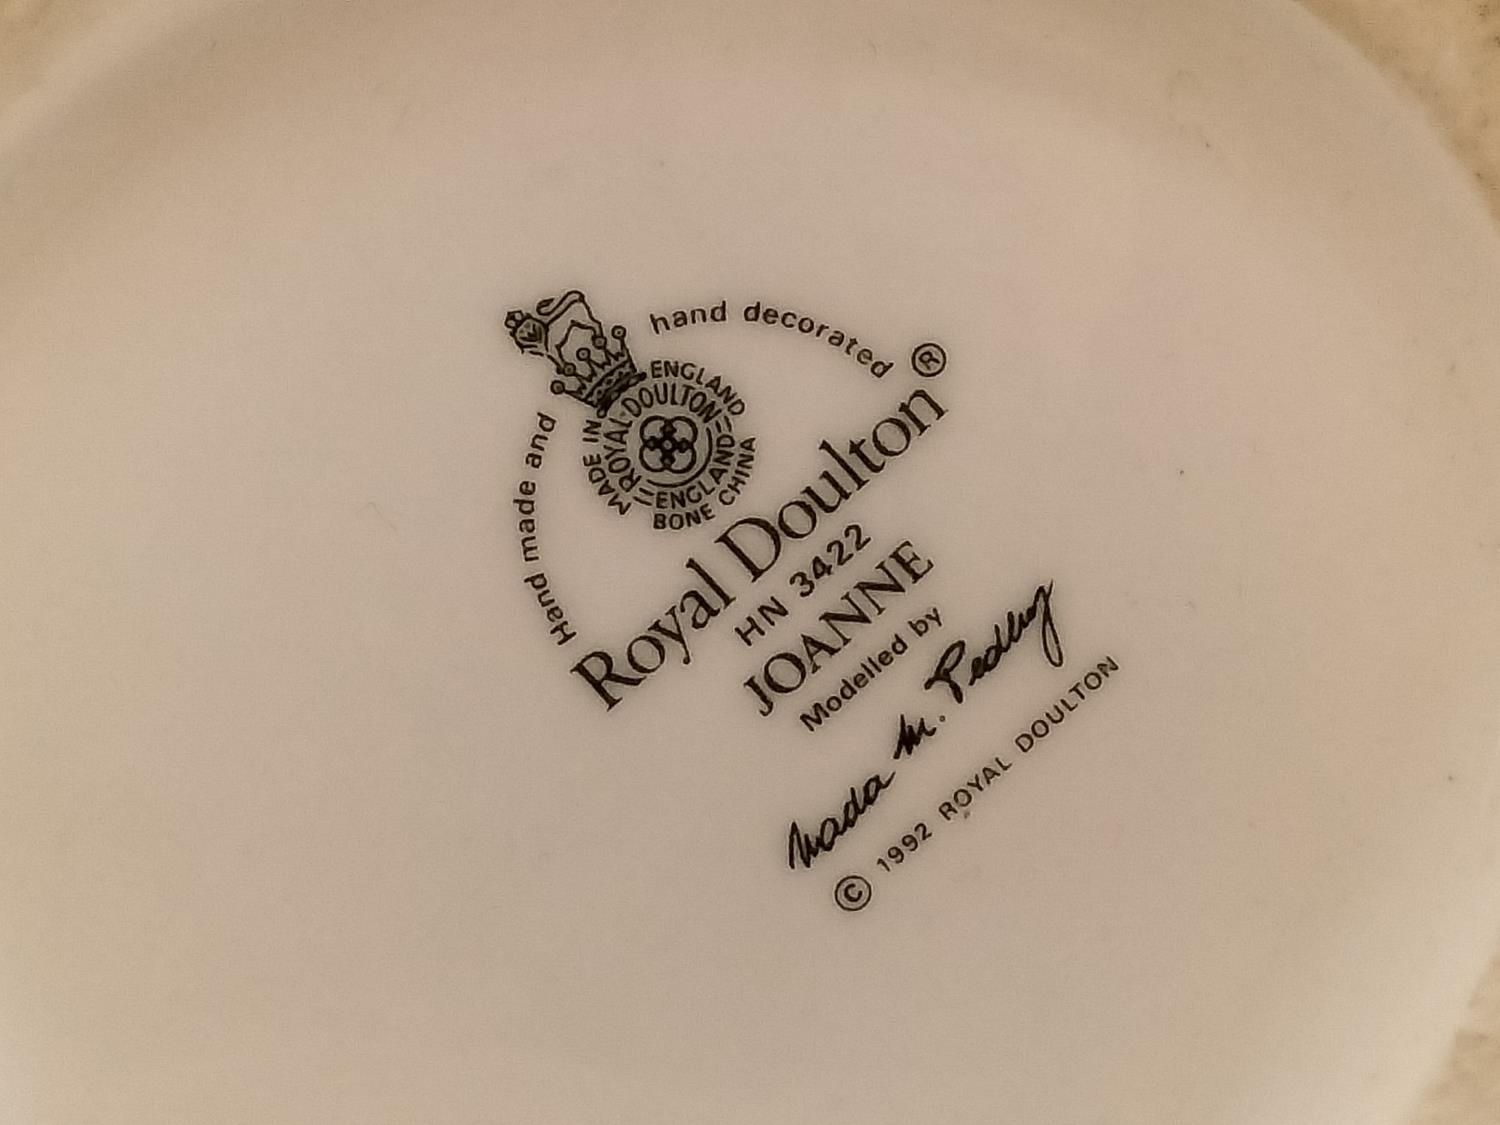 Hand made and hand decorated
MADE IN ENGLAND
ROYAL DOULTON
ENGLAND
BONE CHINA
Royal Doulton ®
HN 3422
JOANNE
Modelled by
Nada M. Pedley
© 1992 ROYAL DOULTON